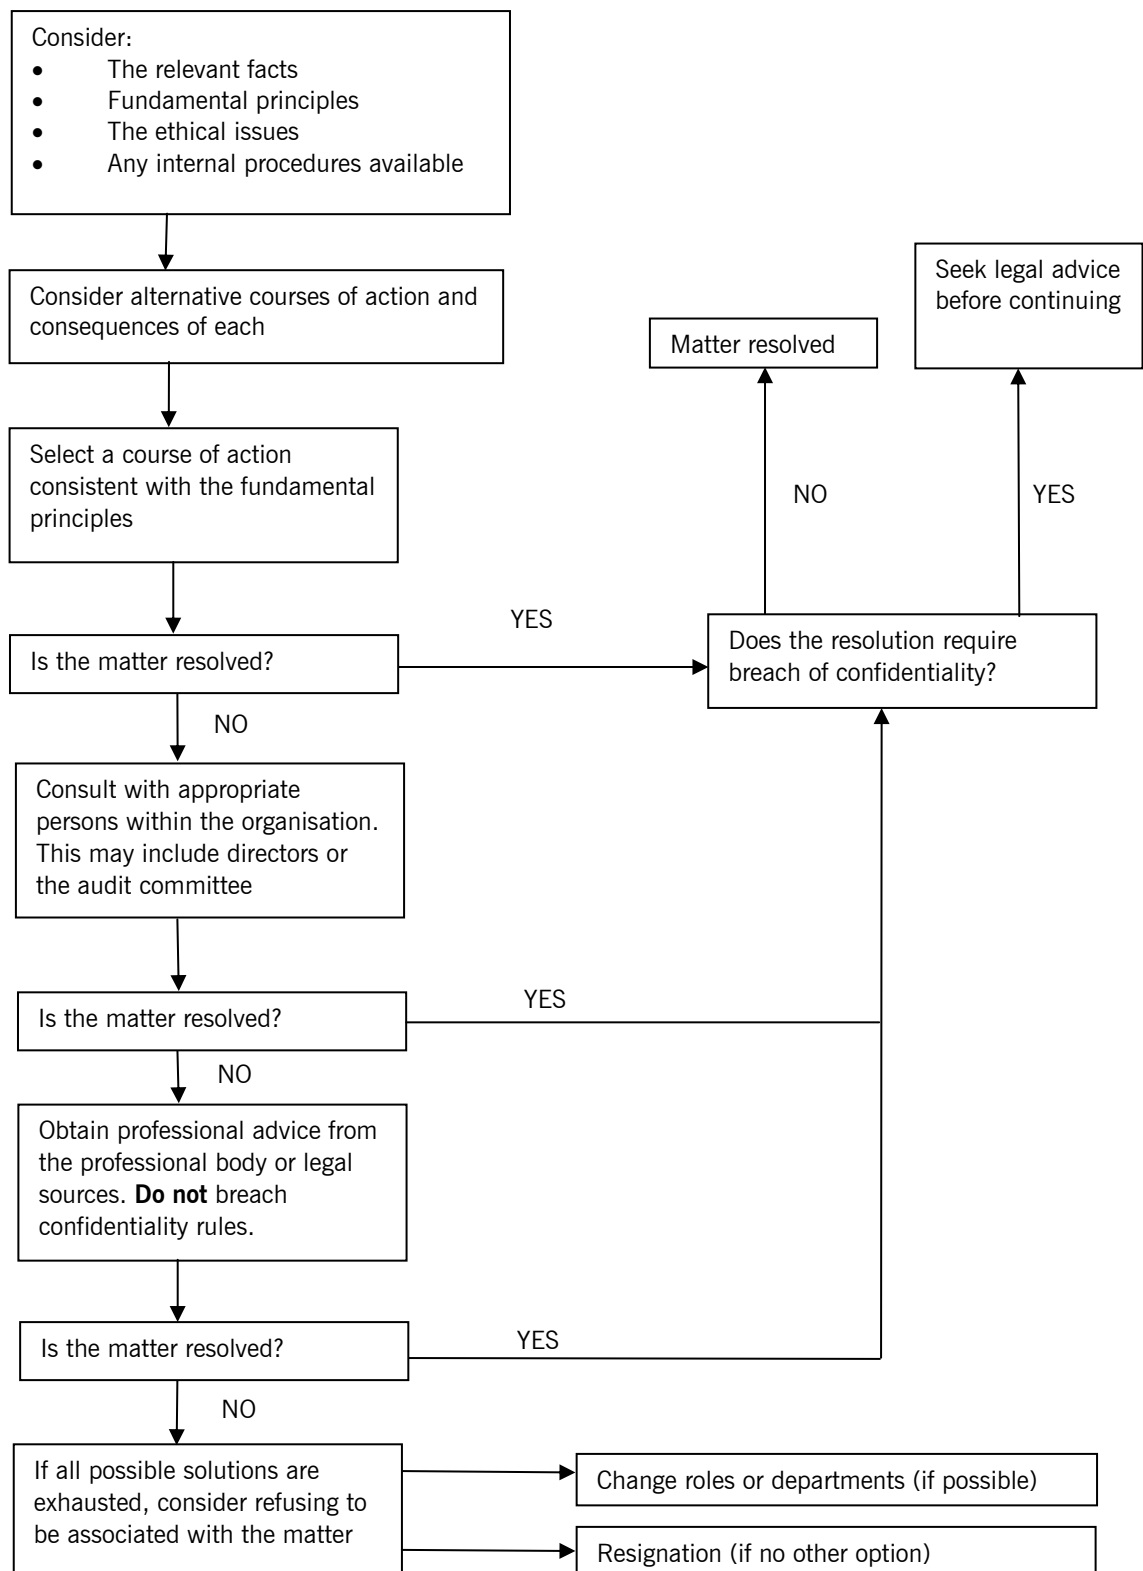 Consider:
• The relevant facts
• Fundamental principles
• The ethical issues
• Any internal procedures available
Consider alternative courses of action and
consequences of each
Seek legal advice
before continuing
Matter resolved
Select a course of action
consistent with the fundamental
principles
NO
YES
Is the matter resolved?
YES
Does the resolution require
breach of confidentiality?
NO
Consult with appropriate
persons within the organisation.
This may include directors or
the audit committee
Is the matter resolved?
YES
NO
Obtain professional advice from
the professional body or legal
sources. Do not breach
confidentiality rules.
Is the matter resolved?
YES
NO
If all possible solutions are
exhausted, consider refusing to
be associated with the matter
Change roles or departments (if possible)
Resignation (if no other option)